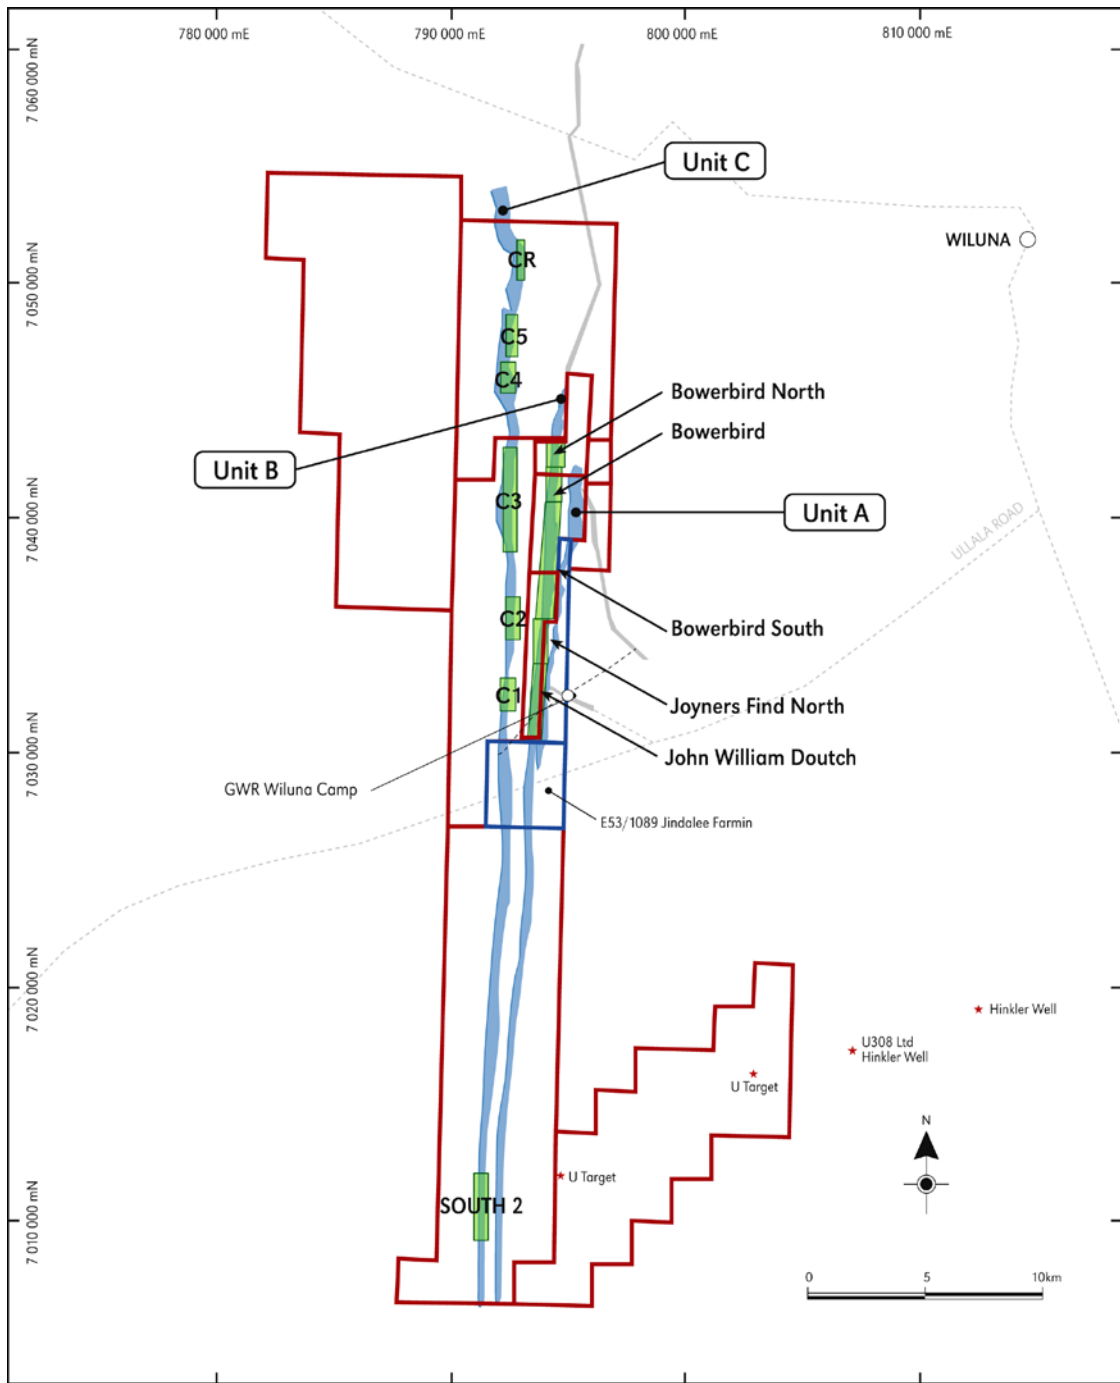 780 000 mE
790 000 mE
800 000 mE
810 000 mE
7 060 000 mN
Unit C
WILUNA
CR
7 050 000 mN
C5
C4
Bowerbird North
Bowerbird
Unit B
C3
Unit A
7 040 000 mN
ULLALA ROAD
C2
Bowerbird South
C1
Joyners Find North
John William Doutch
7 030 000 mN
GWR Wiluna Camp
E53/1089 Jindalee Farmin
7 020 000 mN
Hinkler Well
U308 Ltd
Hinkler Well
U Target
N
U Target
SOUTH 2
7 010 000 mN
0
5
10km